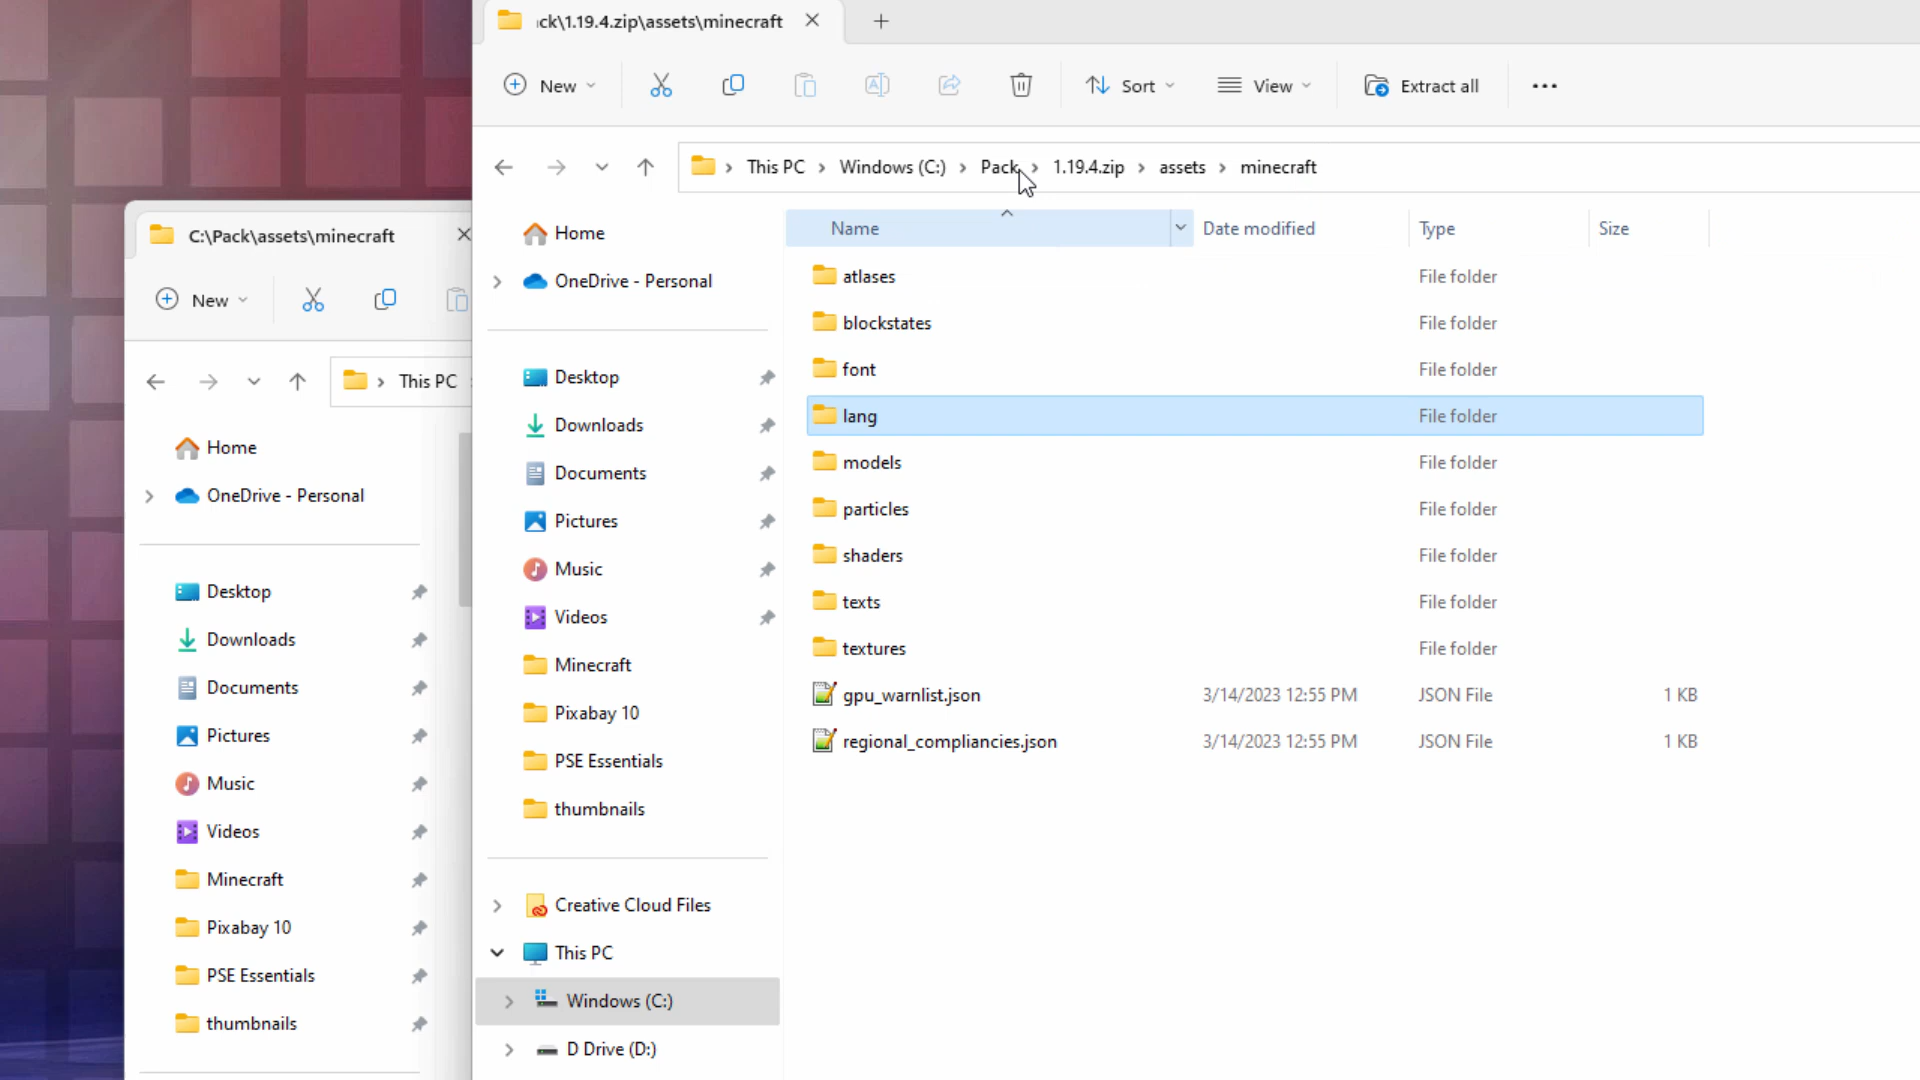 ck\1.19.4.zip\assets\minecraft
New
Sort
View
Extract all
This PC
Windows (C:)
Pack
1.19.4.zip
assets
minecraft
Name
Date modified
Type
Size
Home
OneDrive - Personal
Desktop
Downloads
Documents
Pictures
Music
Videos
Minecraft
Pixabay 10
PSE Essentials
thumbnails
Creative Cloud Files
This PC
Windows (C:)
D Drive (D:)
atlases File folder
blockstates File folder
font File folder
lang File folder
models File folder
particles File folder
shaders File folder
texts File folder
textures File folder
gpu_warnlist.json 3/14/2023 12:55 PM JSON File 1 KB
regional_compliancies.json 3/14/2023 12:55 PM JSON File 1 KB
C:\Pack\assets\minecraft
New
This PC
Home
OneDrive - Personal
Desktop
Downloads
Documents
Pictures
Music
Videos
Minecraft
Pixabay 10
PSE Essentials
thumbnails